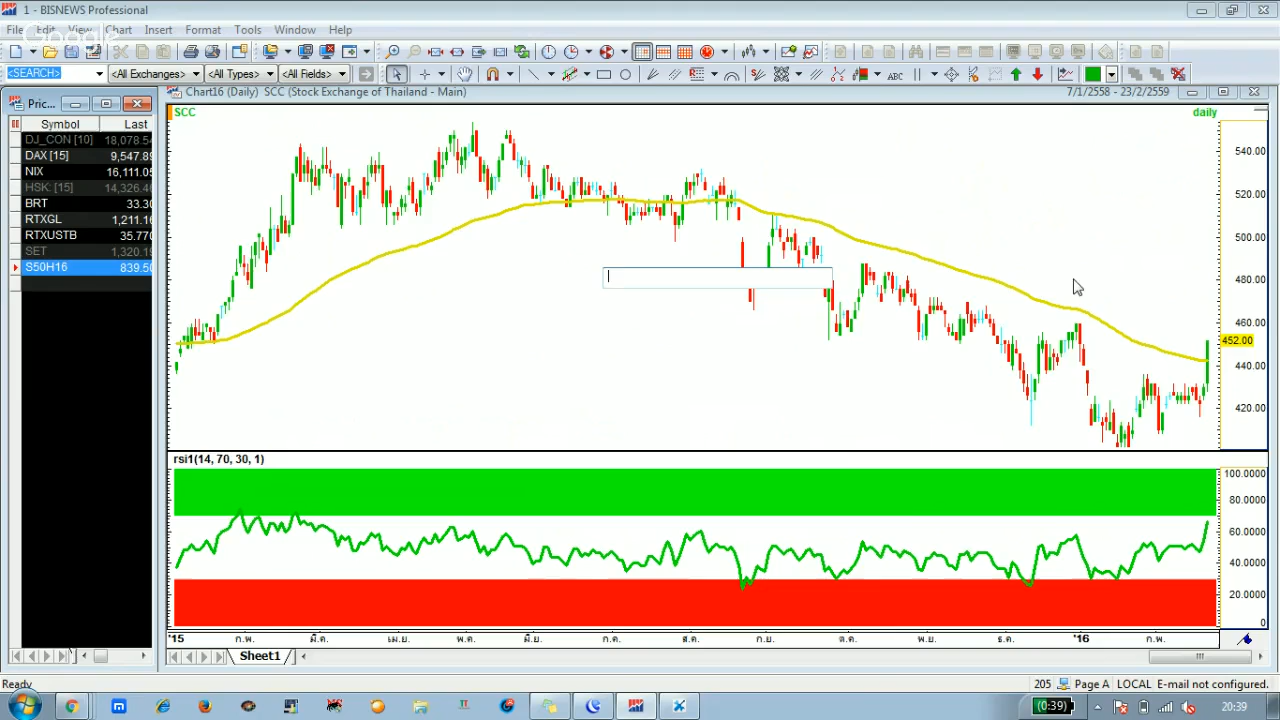 1 - BISNEWS Professional
File Edit View Chart Insert Format Tools Window Help
Google
<SEARCH> <All Exchanges> <All Types> <All Fields>
ABC
Pric...
Chart16 (Daily) SCC (Stock Exchange of Thailand - Main) 7/1/2558 - 23/2/2559
Symbol Last
DJ_CON [10] 18,078.54
DAX [15] 9,547.89
NIX 16,111.05
HSK: [15] 14,326.46
BRT 33.30
RTXGL 1,211.16
RTXUSTB 35.770
SET 1,320.19
S50H16 839.50
SCC daily
540.00
520.00
500.00
480.00
460.00
452.00
440.00
420.00
rsi1(14, 70, 30, 1)
100.0000
80.0000
60.0000
40.0000
20.0000
0
'15 ก.พ. มี.ค. เม.ย. พ.ค. มิ.ย. ก.ค. ส.ค. ก.ย. ต.ค. พ.ย. ธ.ค. '16 ก.พ.
Sheet1
Ready 205 Page A LOCAL E-mail not configured.
(0:39) 20:39